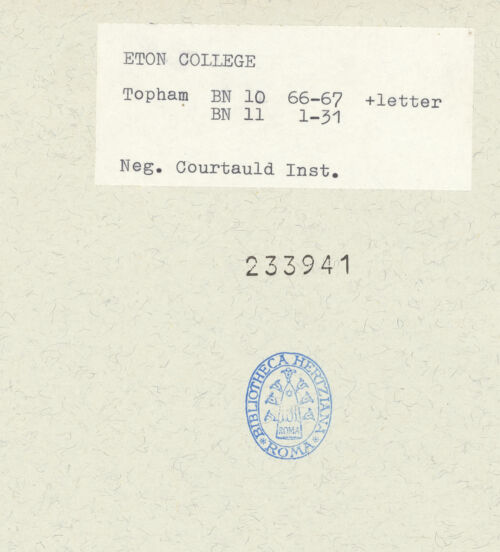 ETON COLLEGE
Topham BN 10 66-67 +letter
BN 11 1-31
Neg. Courtauld Inst.
233941
BIBLIOTHECA HERTZIANA
ROMA
*ROMA*